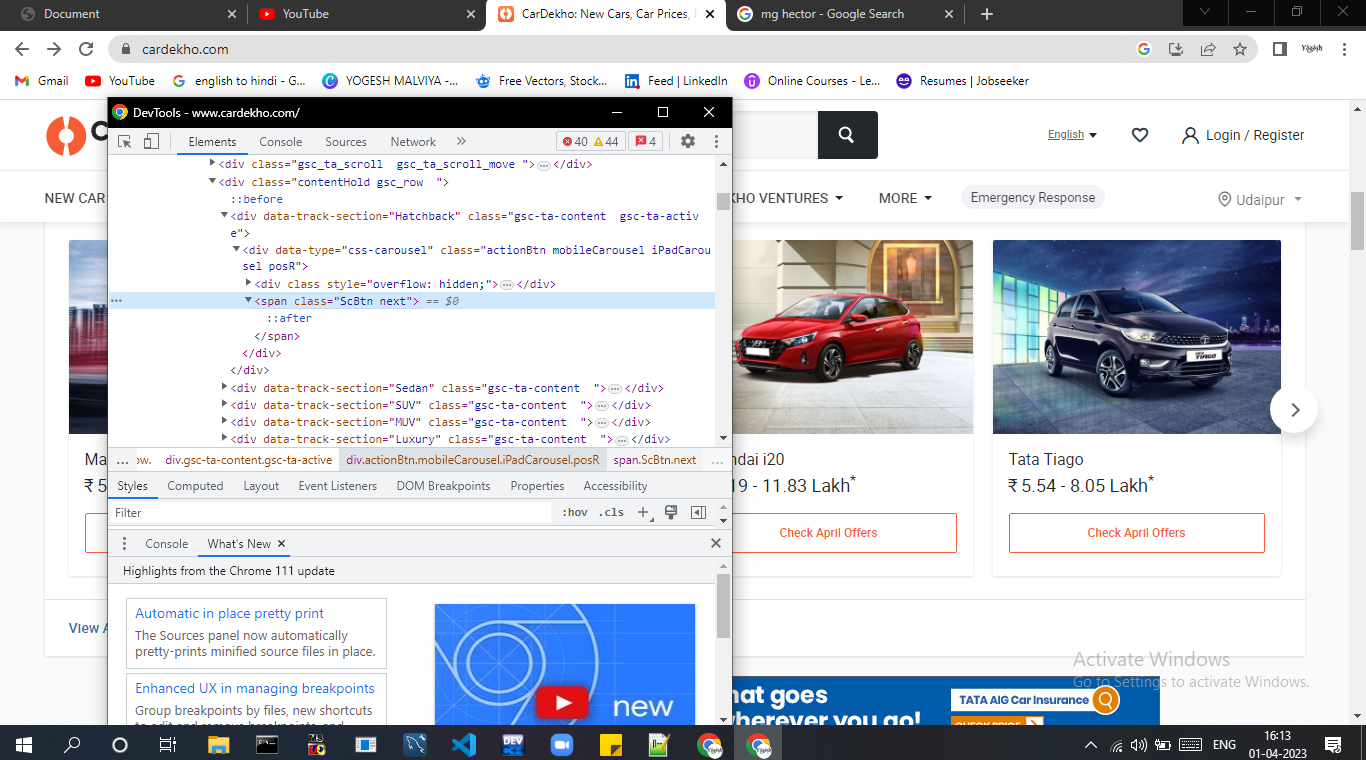 Document
YouTube
CarDekho: New Cars, Car Prices,
mg hector - Google Search
cardekho.com
Gmail
YouTube
english to hindi - G...
YOGESH MALVIYA -...
Free Vectors, Stock...
Feed | LinkedIn
Online Courses - Le...
Resumes | Jobseeker
DevTools - www.cardekho.com/
English
Login / Register
Elements
Console
Sources
Network
40
44
4
NEW CAR
KHO VENTURES
MORE
Emergency Response
Udaipur
<div class="gsc_ta_scroll  gsc_ta_scroll_move ">…</div>
<div class="contentHold gsc_row  ">
::before
<div data-track-section="Hatchback" class="gsc-ta-content  gsc-ta-activ
e">
<div data-type="css-carousel" class="actionBtn mobileCarousel iPadCarou
sel posR">
<div class style="overflow: hidden;">…</div>
<span class="ScBtn next"> == $0
::after
</span>
</div>
</div>
<div data-track-section="Sedan" class="gsc-ta-content  ">…</div>
<div data-track-section="SUV" class="gsc-ta-content  ">…</div>
<div data-track-section="MUV" class="gsc-ta-content  ">…</div>
<div data-track-section="Luxury" class="gsc-ta-content  ">…</div>
... ow. div.gsc-ta-content.gsc-ta-active div.actionBtn.mobileCarousel.iPadCarousel.posR span.ScBtn.next ...
Styles
Computed
Layout
Event Listeners
DOM Breakpoints
Properties
Accessibility
Filter
:hov .cls
Console
What's New
Highlights from the Chrome 111 update
Automatic in place pretty print
The Sources panel now automatically
pretty-prints minified source files in place.
Enhanced UX in managing breakpoints
Group breakpoints by files, new shortcuts
new
TIAGO
Ma
₹ 5
ndai i20
19 - 11.83 Lakh*
Check April Offers
Tata Tiago
₹ 5.54 - 8.05 Lakh*
Check April Offers
View A
hat goes
herever you go!
TATA AIG Car Insurance
CHECK PRICE
Activate Windows
Go to Settings to activate Windows.
ENG
16:13
01-04-2023